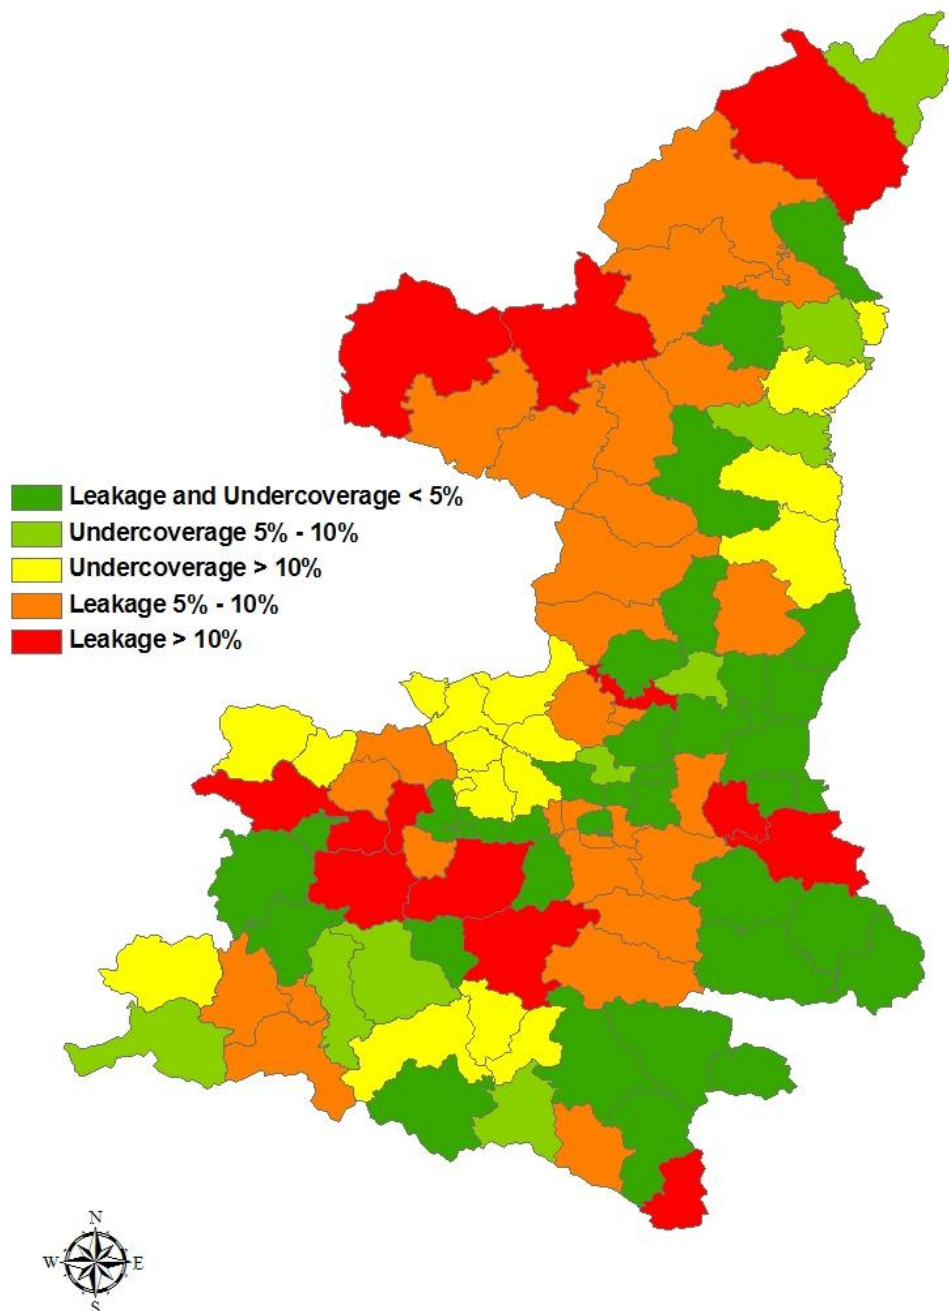 Leakage and Undercoverage < 5%
Undercoverage 5% - 10%
Undercoverage > 10%
Leakage 5% - 10%
Leakage > 10%
N
W E
S